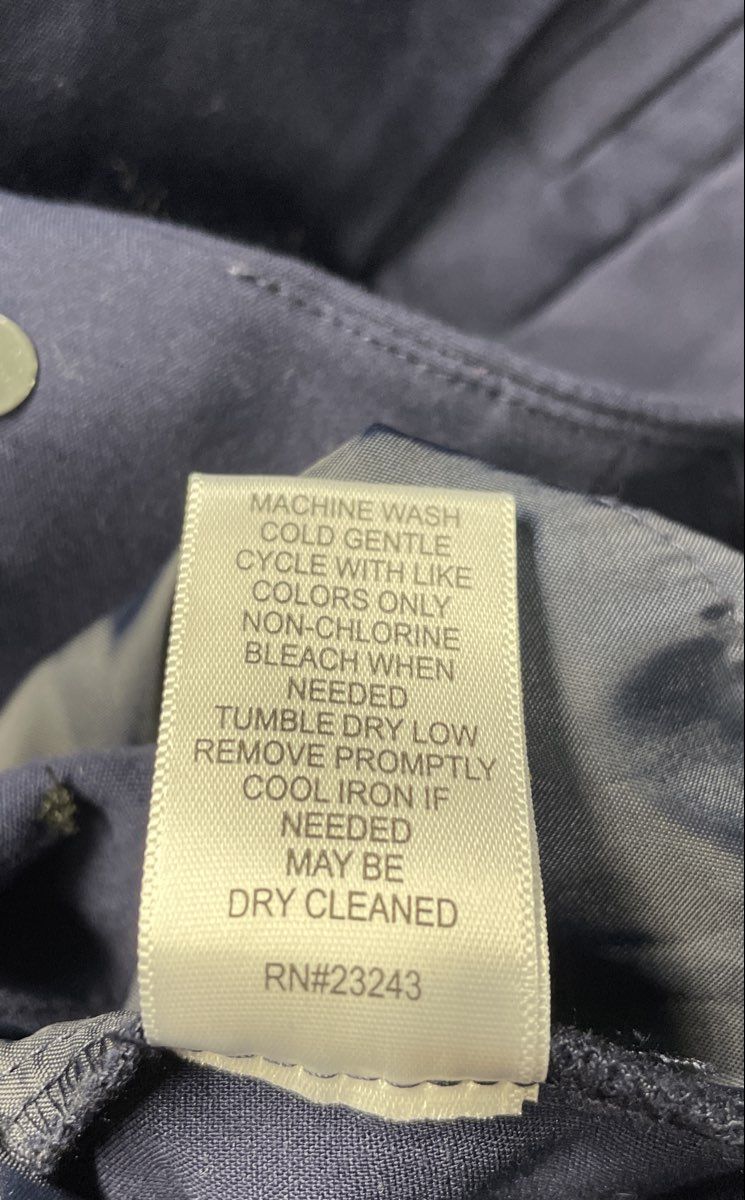 MACHINE WASH
COLD GENTLE
CYCLE WITH LIKE
COLORS ONLY
NON-CHLORINE
BLEACH WHEN
NEEDED
TUMBLE DRY LOW
REMOVE PROMPTLY
COOL IRON IF
NEEDED
MAY BE
DRY CLEANED
RN#23243